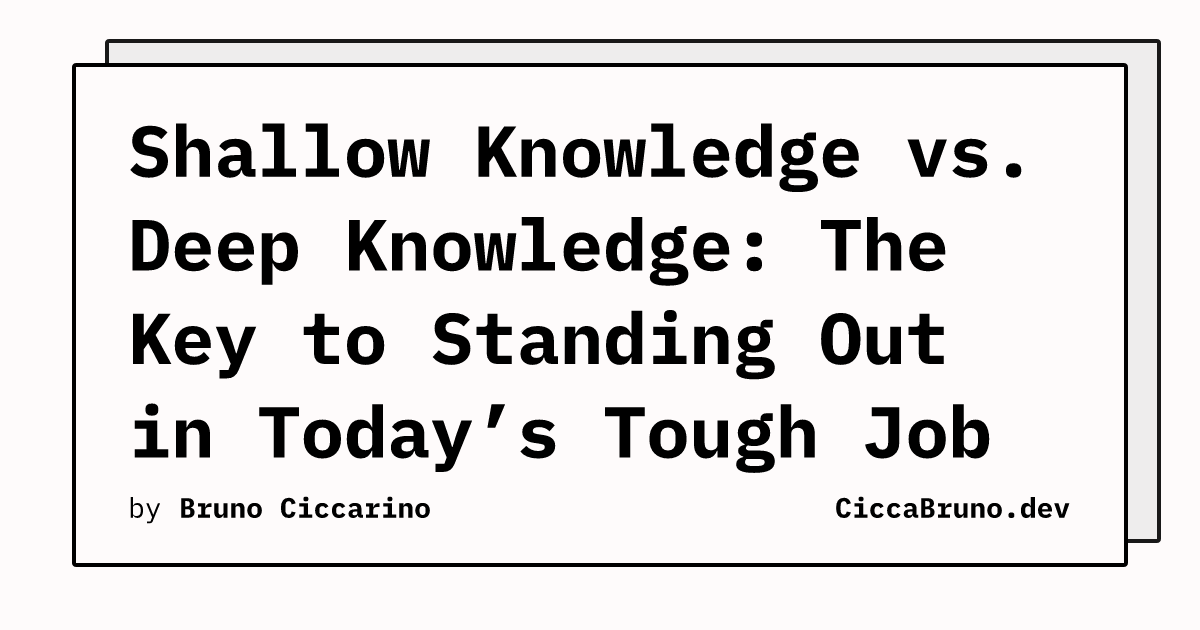 Shallow Knowledge vs.
Deep Knowledge: The
Key to Standing Out
in Today’s Tough Job
by Bruno Ciccarino CiccaBruno.dev